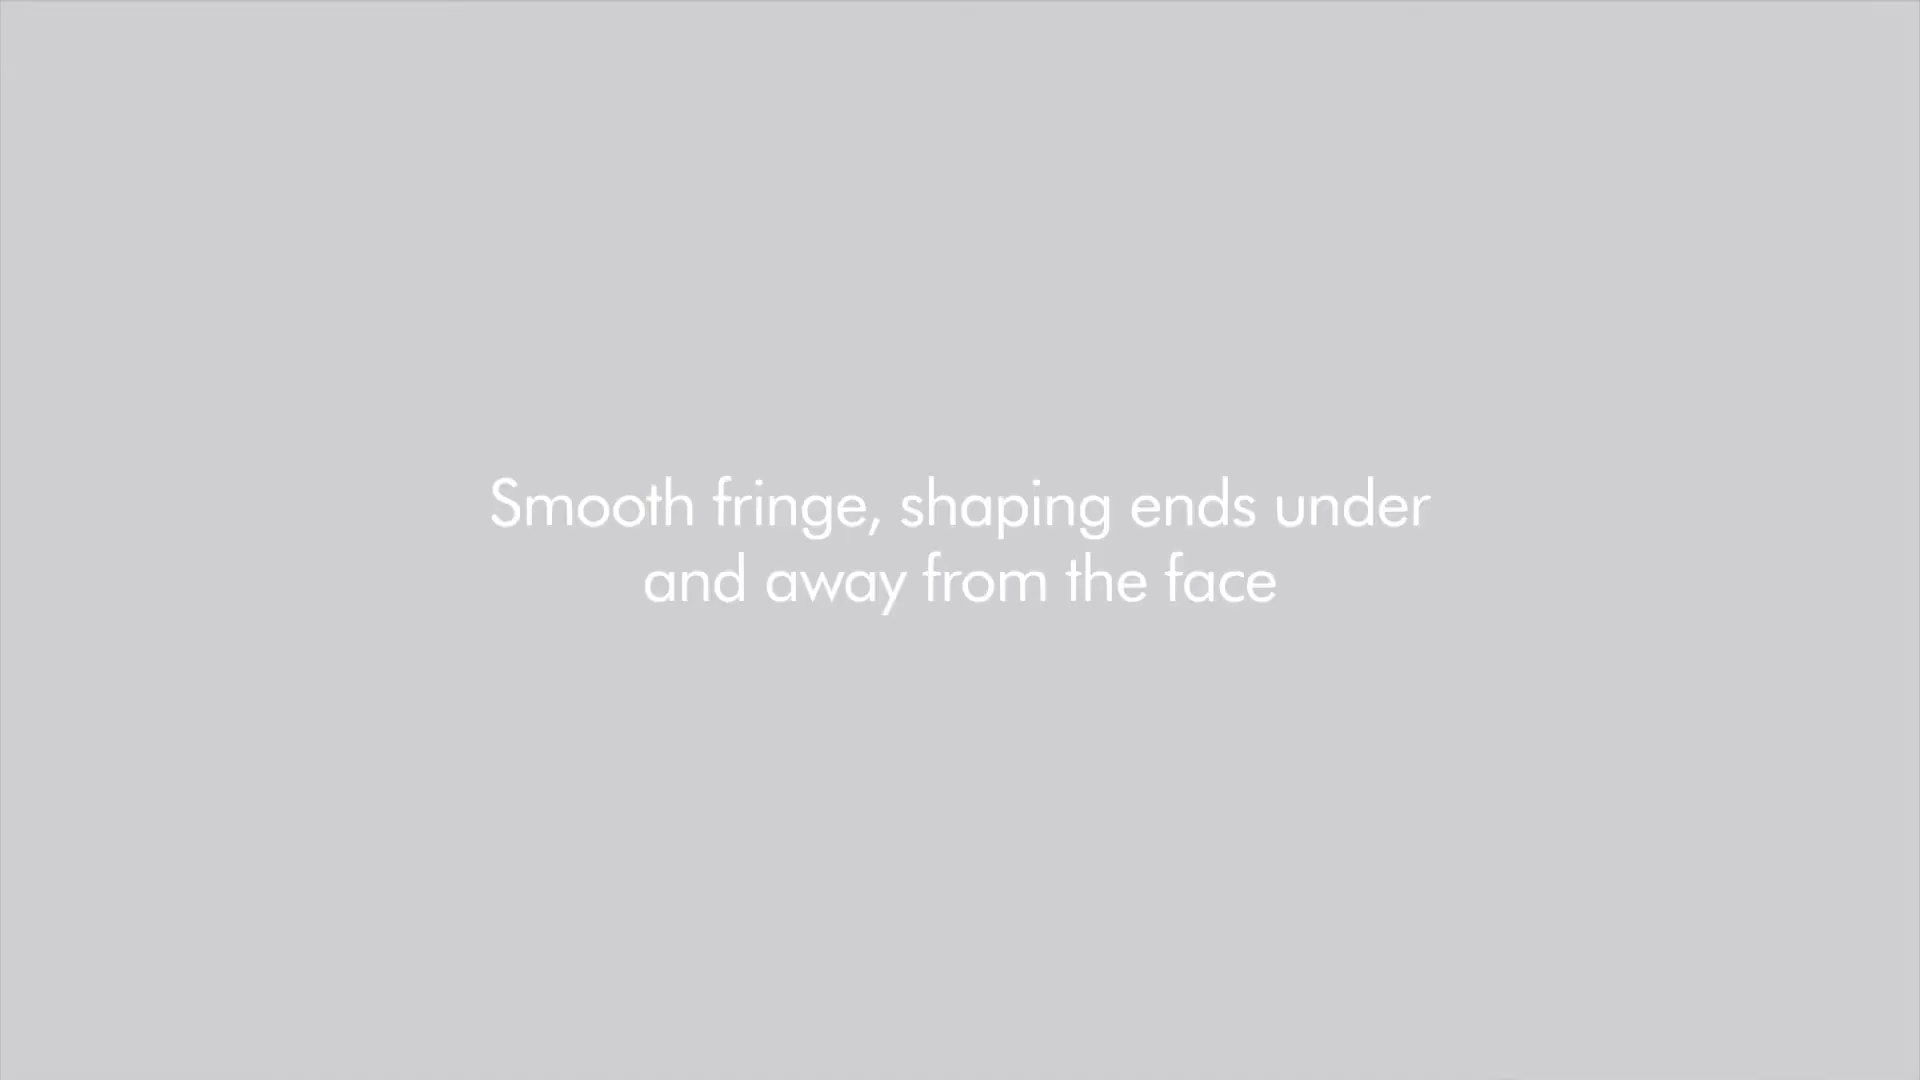 Smooth fringe, shaping ends under
and away from the face